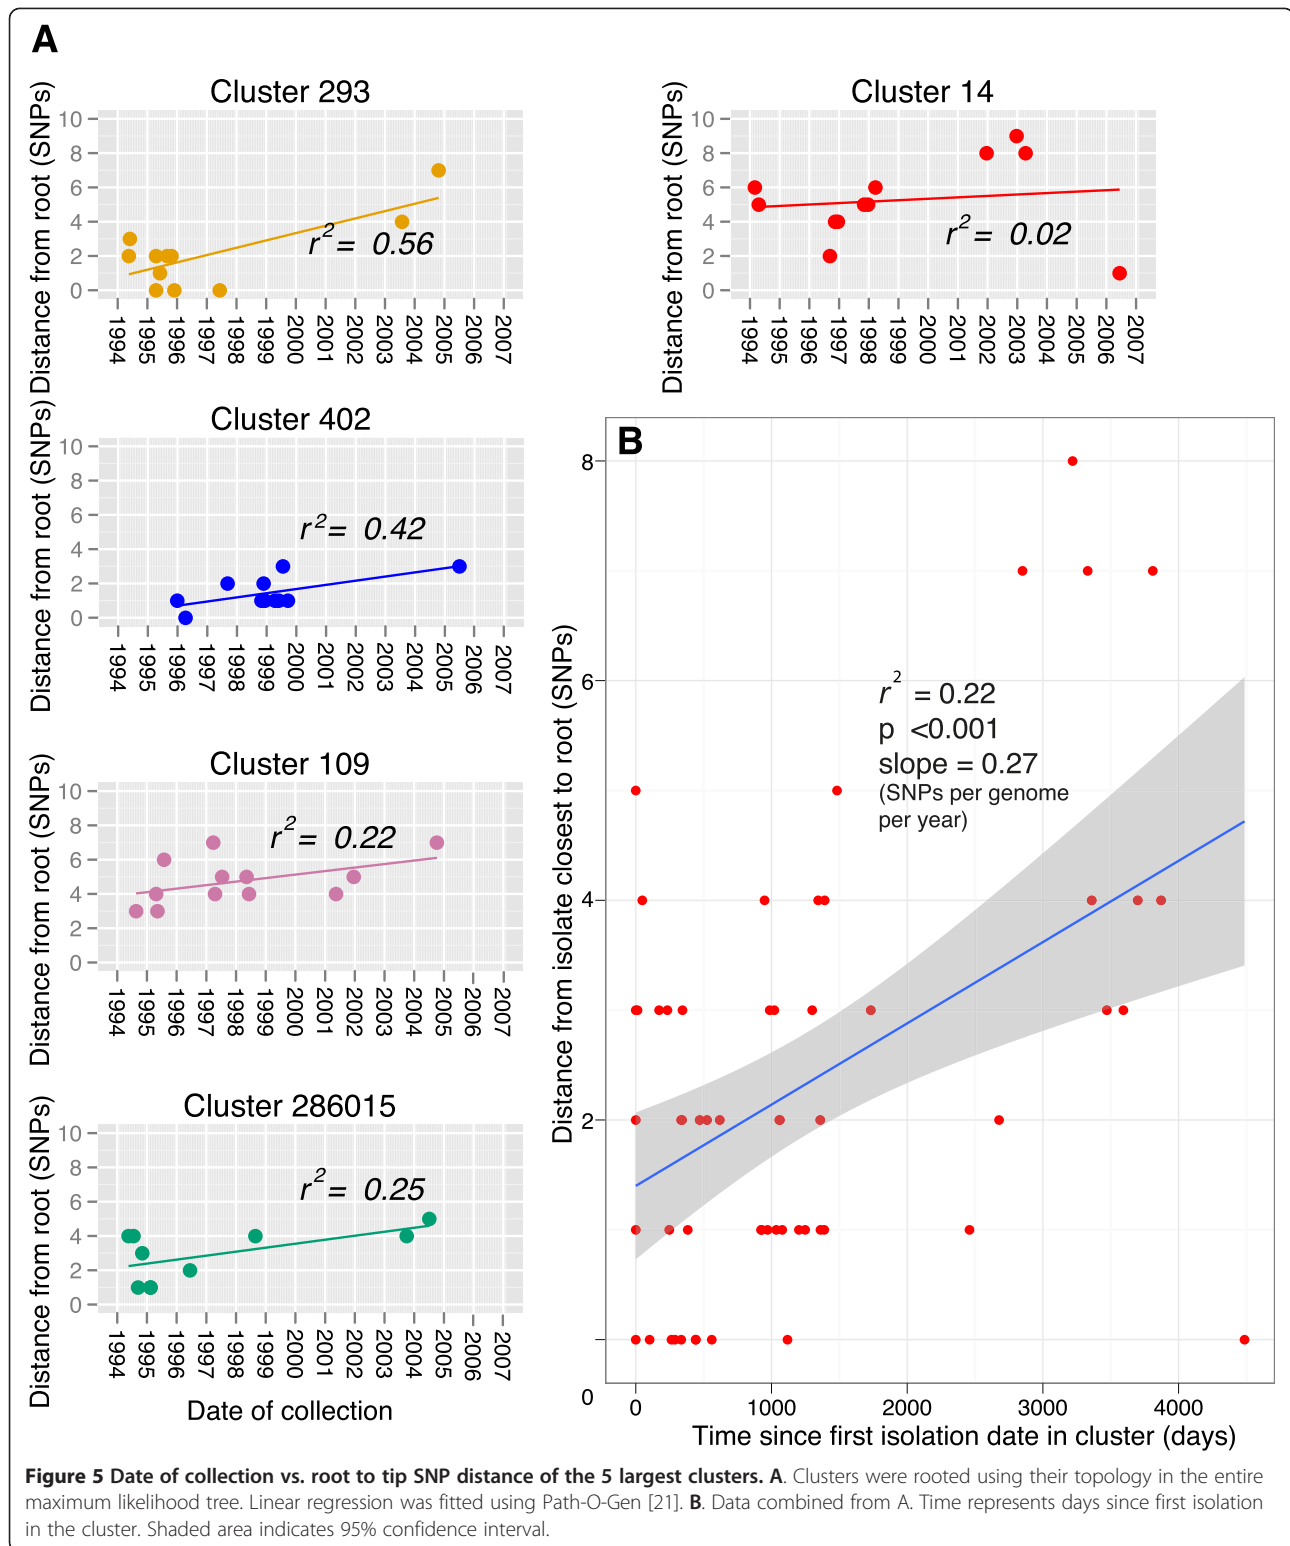 A
Cluster 293
Distance from root (SNPs)
10
8
6
4
2
0
r² = 0.56
1994 1995 1996 1997 1998 1999 2000 2001 2002 2003 2004 2005 2006 2007
Cluster 14
Distance from root (SNPs)
10
8
6
4
2
0
r² = 0.02
1994 1995 1996 1997 1998 1999 2000 2001 2002 2003 2004 2005 2006 2007
Cluster 402
Distance from root (SNPs)
10
8
6
4
2
0
r² = 0.42
1994 1995 1996 1997 1998 1999 2000 2001 2002 2003 2004 2005 2006 2007
Cluster 109
Distance from root (SNPs)
10
8
6
4
2
0
r² = 0.22
1994 1995 1996 1997 1998 1999 2000 2001 2002 2003 2004 2005 2006 2007
Cluster 286015
Distance from root (SNPs)
10
8
6
4
2
0
r² = 0.25
1994 1995 1996 1997 1998 1999 2000 2001 2002 2003 2004 2005 2006 2007
Date of collection
B
Distance from isolate closest to root (SNPs)
8
6
4
2
0
r² = 0.22
p <0.001
slope = 0.27
(SNPs per genome
per year)
0 1000 2000 3000 4000
Time since first isolation date in cluster (days)
Figure 5 Date of collection vs. root to tip SNP distance of the 5 largest clusters. A. Clusters were rooted using their topology in the entire
maximum likelihood tree. Linear regression was fitted using Path-O-Gen [21]. B. Data combined from A. Time represents days since first isolation
in the cluster. Shaded area indicates 95% confidence interval.